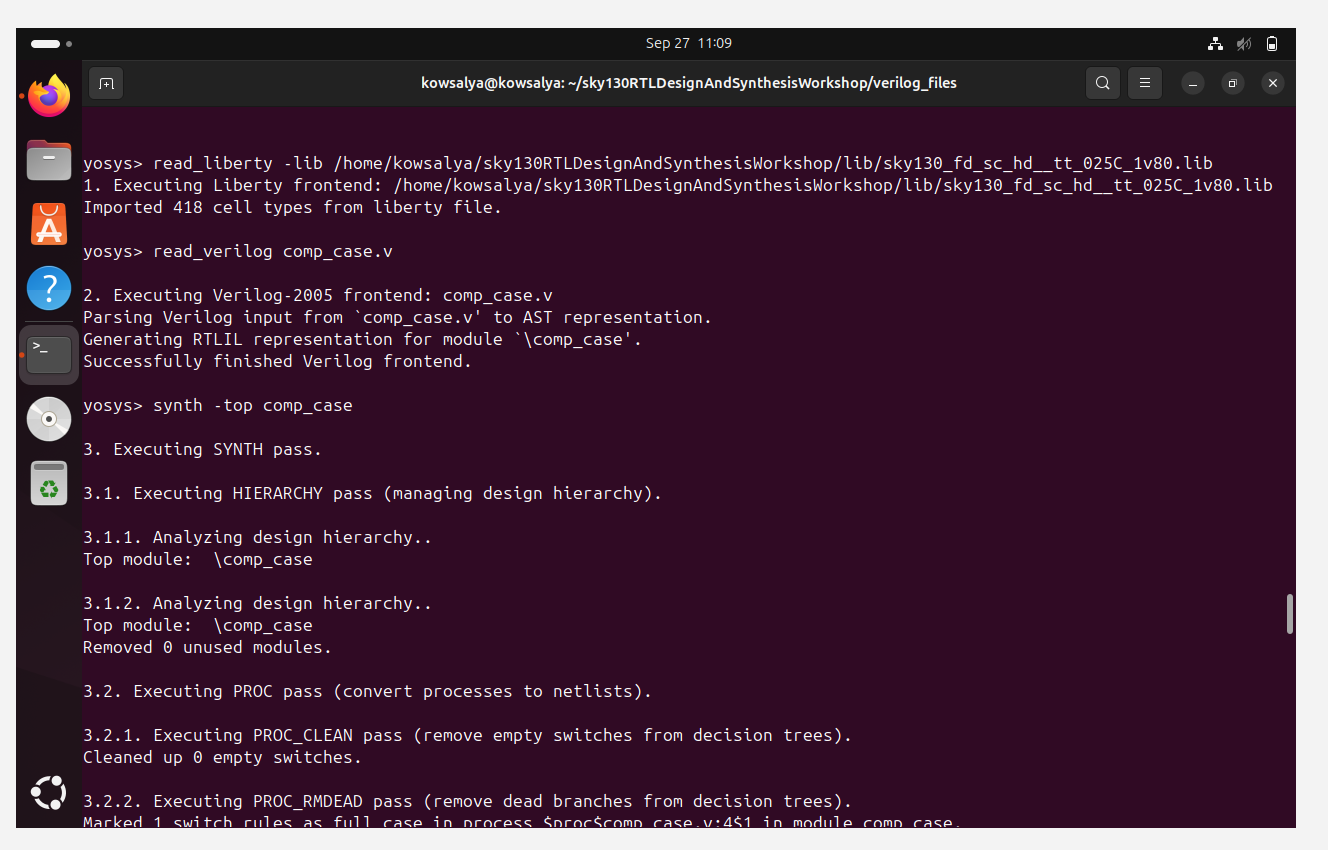 Sep 27 11:09
kowsalya@kowsalya: ~/sky130RTLDesignAndSynthesisWorkshop/verilog_files
yosys> read_liberty -lib /home/kowsalya/sky130RTLDesignAndSynthesisWorkshop/lib/sky130_fd_sc_hd__tt_025C_1v80.lib
1. Executing Liberty frontend: /home/kowsalya/sky130RTLDesignAndSynthesisWorkshop/lib/sky130_fd_sc_hd__tt_025C_1v80.lib
Imported 418 cell types from liberty file.
yosys> read_verilog comp_case.v
2. Executing Verilog-2005 frontend: comp_case.v
Parsing Verilog input from `comp_case.v' to AST representation.
Generating RTLIL representation for module `\comp_case'.
Successfully finished Verilog frontend.
yosys> synth -top comp_case
3. Executing SYNTH pass.
3.1. Executing HIERARCHY pass (managing design hierarchy).
3.1.1. Analyzing design hierarchy..
Top module:  \comp_case
3.1.2. Analyzing design hierarchy..
Top module:  \comp_case
Removed 0 unused modules.
3.2. Executing PROC pass (convert processes to netlists).
3.2.1. Executing PROC_CLEAN pass (remove empty switches from decision trees).
Cleaned up 0 empty switches.
3.2.2. Executing PROC_RMDEAD pass (remove dead branches from decision trees).
Marked 1 switch rules as full_case in process $proc$comp_case.v:4$1 in module comp_case.